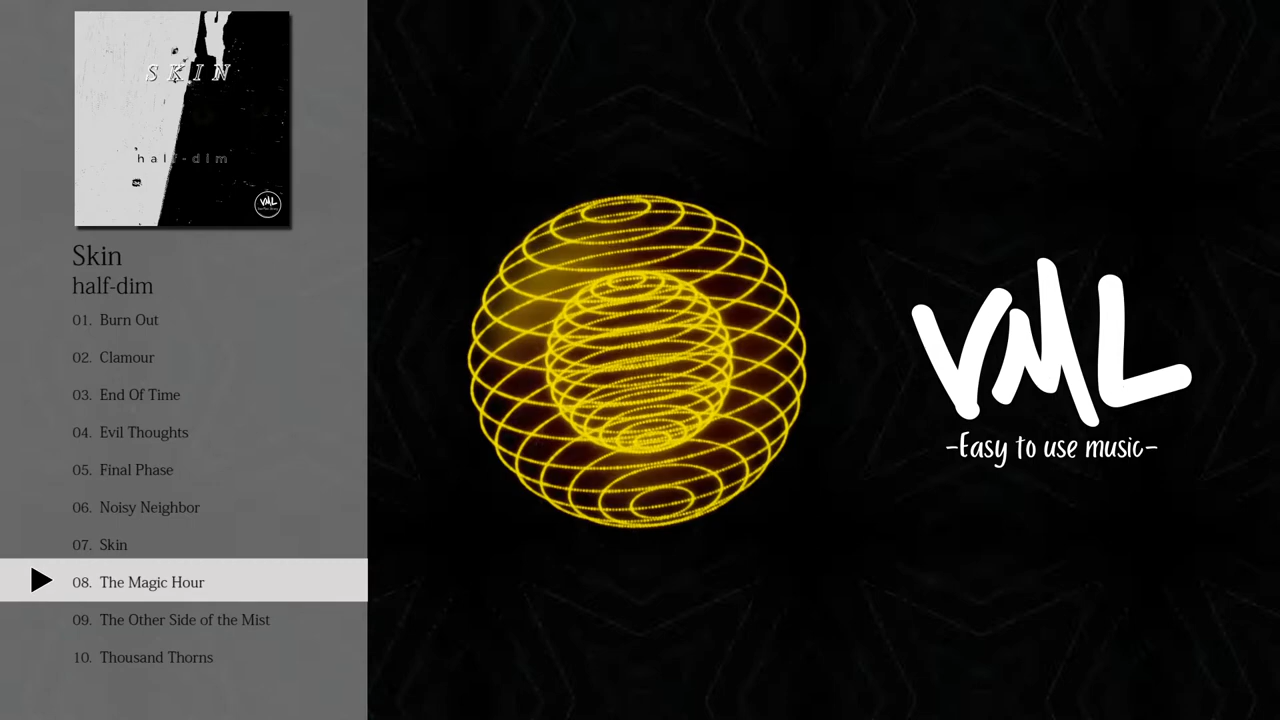 SKIN
half-dim
VML
Skin
half-dim
01. Burn Out
02. Clamour
03. End Of Time
04. Evil Thoughts
05. Final Phase
06. Noisy Neighbor
07. Skin
08. The Magic Hour
09. The Other Side of the Mist
10. Thousand Thorns
VML
-Easy to use music-